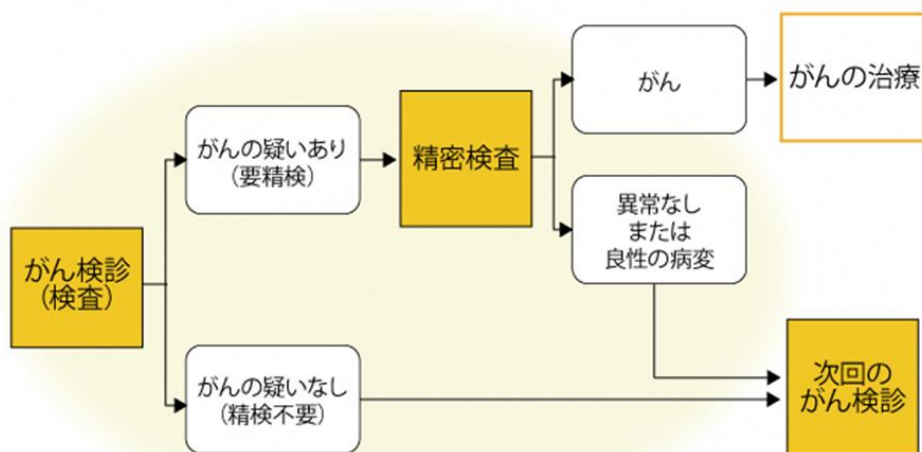 がん検診
（検査）
がんの疑いあり
（要精検）
がんの疑いなし
（精検不要）
精密検査
がん
異常なし
または
良性の病変
がんの治療
次回の
がん検診